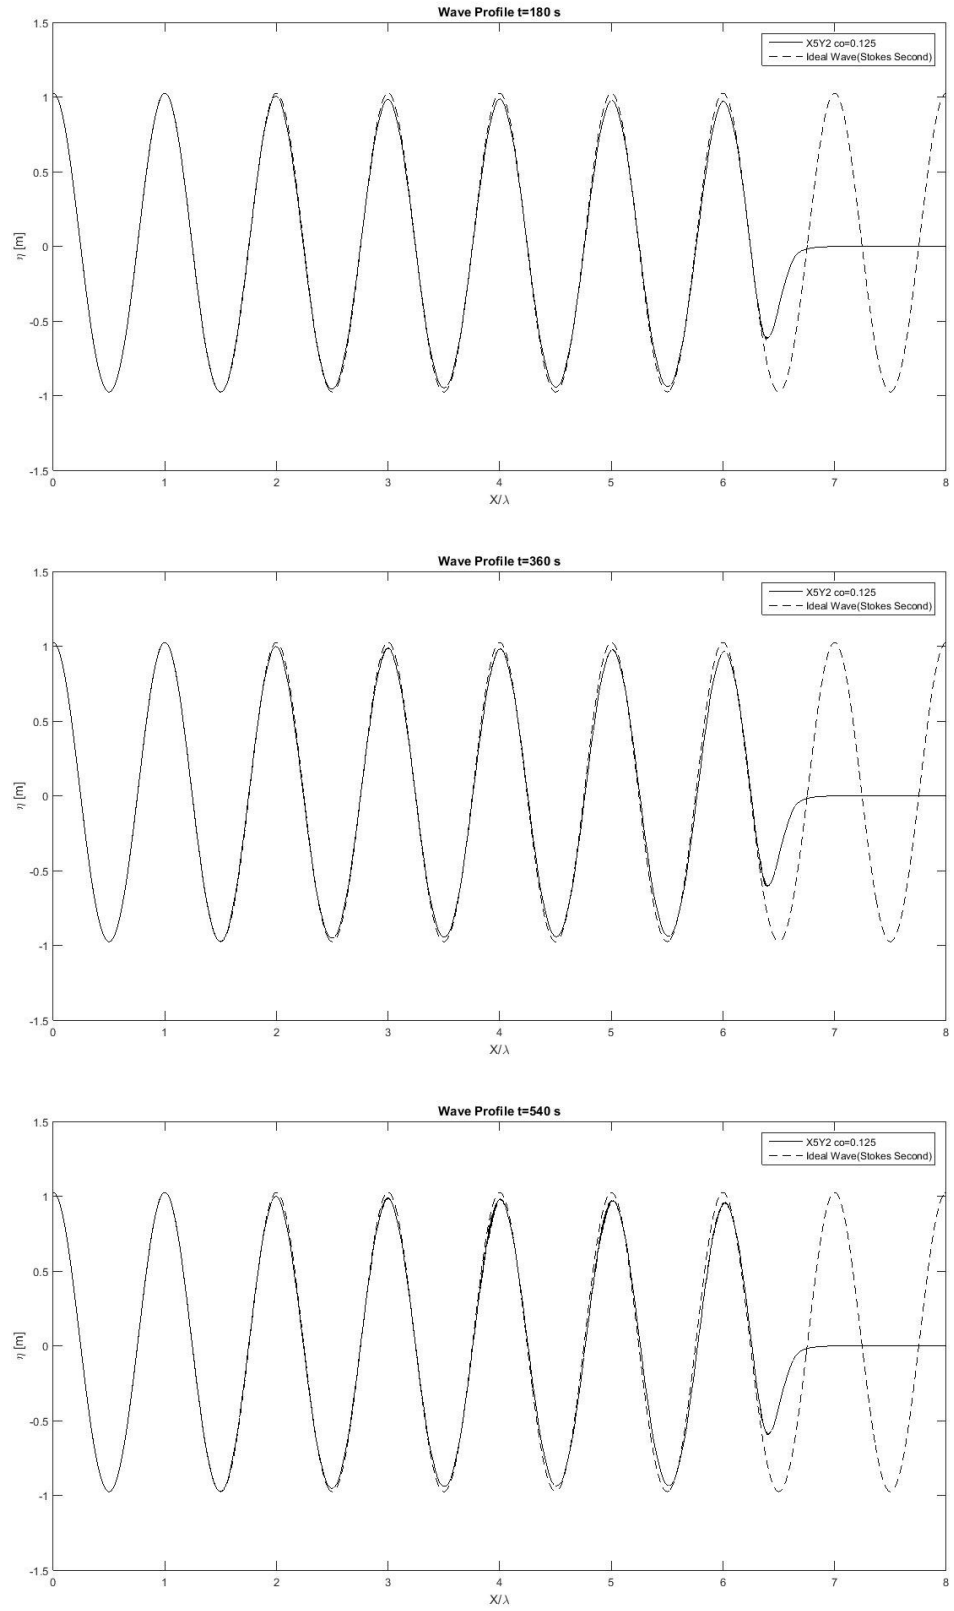 Wave Profile t=180 s
1.5
1
0.5
0
-0.5
-1
-1.5
η [m]
X5Y2 co=0.125
Ideal Wave(Stokes Second)
0 1 2 3 4 5 6 7 8
X/λ
Wave Profile t=360 s
1.5
1
0.5
0
-0.5
-1
-1.5
η [m]
X5Y2 co=0.125
Ideal Wave(Stokes Second)
0 1 2 3 4 5 6 7 8
X/λ
Wave Profile t=540 s
1.5
1
0.5
0
-0.5
-1
-1.5
η [m]
X5Y2 co=0.125
Ideal Wave(Stokes Second)
0 1 2 3 4 5 6 7 8
X/λ